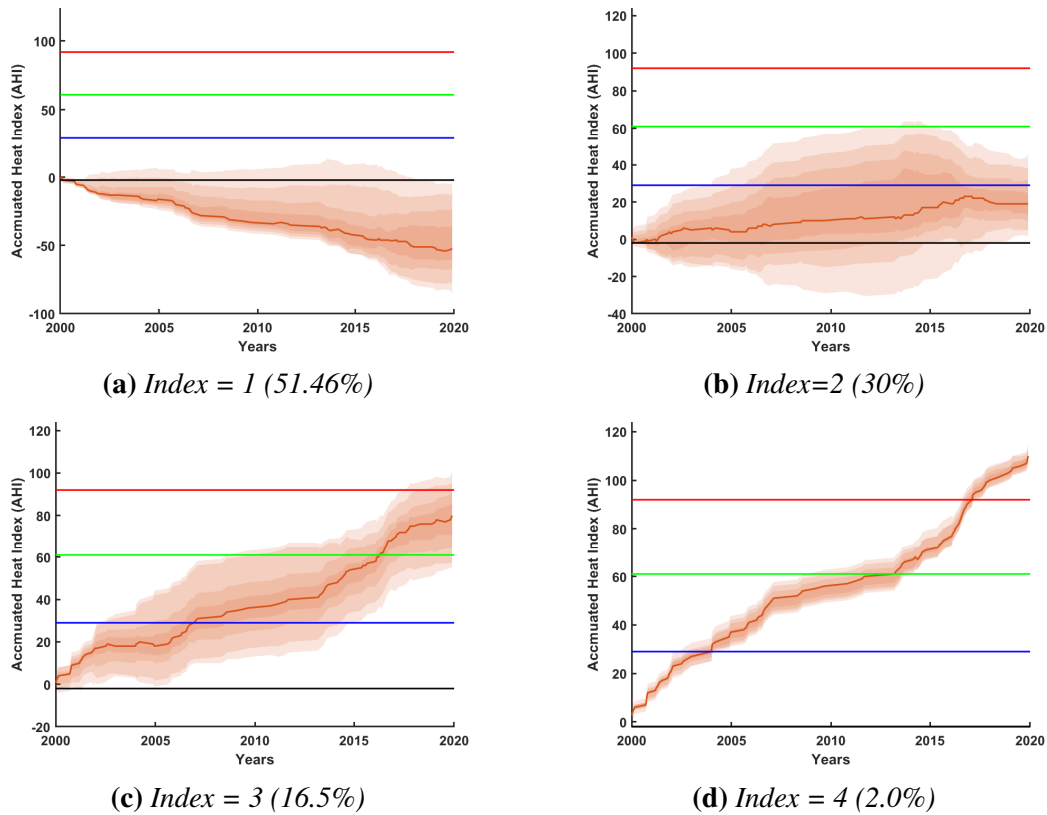 100
50
0
-50
-100
Accmuated Heat Index (AHI)
2000 2005 2010 2015 2020
Years
(a) Index = 1 (51.46%)
120
100
80
60
40
20
0
-20
-40
Accmuated Heat Index (AHI)
2000 2005 2010 2015 2020
Years
(b) Index=2 (30%)
120
100
80
60
40
20
0
-20
Accmuated Heat Index (AHI)
2000 2005 2010 2015 2020
Years
(c) Index = 3 (16.5%)
120
100
80
60
40
20
0
Accmuated Heat Index (AHI)
2000 2005 2010 2015 2020
Years
(d) Index = 4 (2.0%)